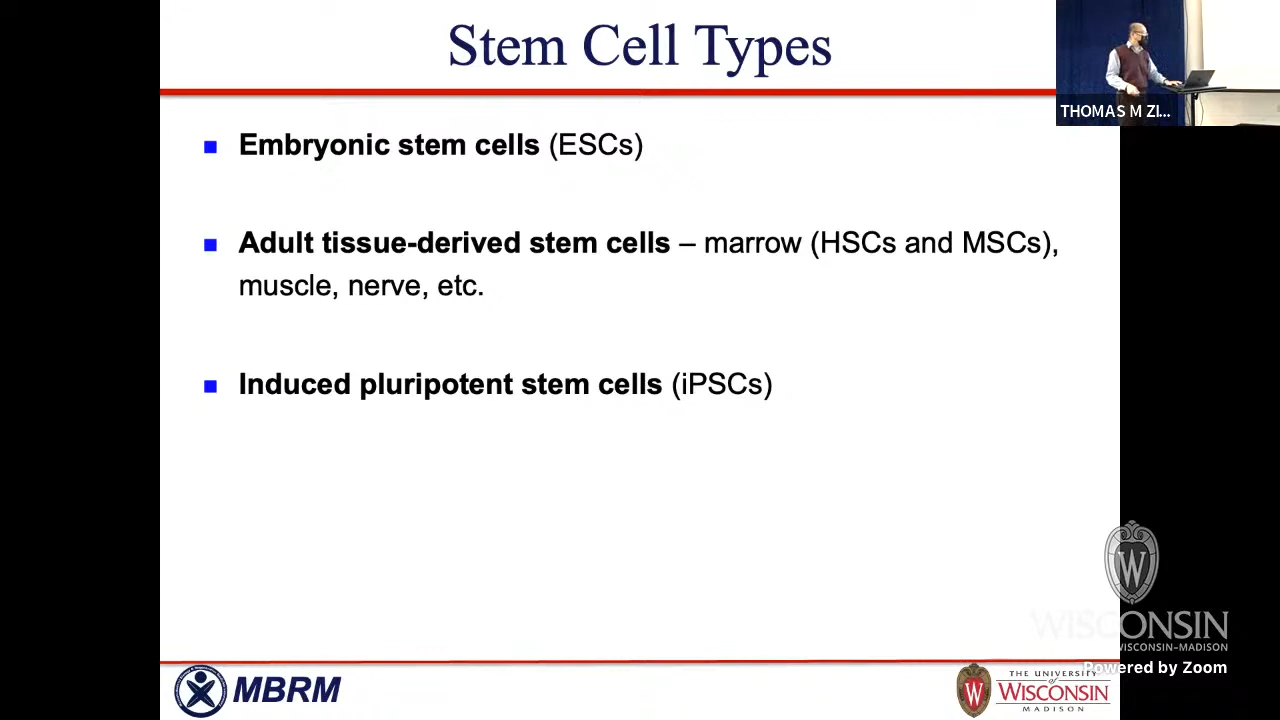 Stem Cell Types
THOMAS M ZI...
Embryonic stem cells (ESCs)
Adult tissue-derived stem cells – marrow (HSCs and MSCs),
muscle, nerve, etc.
Induced pluripotent stem cells (iPSCs)
W
WISCONSIN
WISCONSIN–MADISON
Powered by Zoom
MBRM
W
THE UNIVERSITY
of
WISCONSIN
MADISON